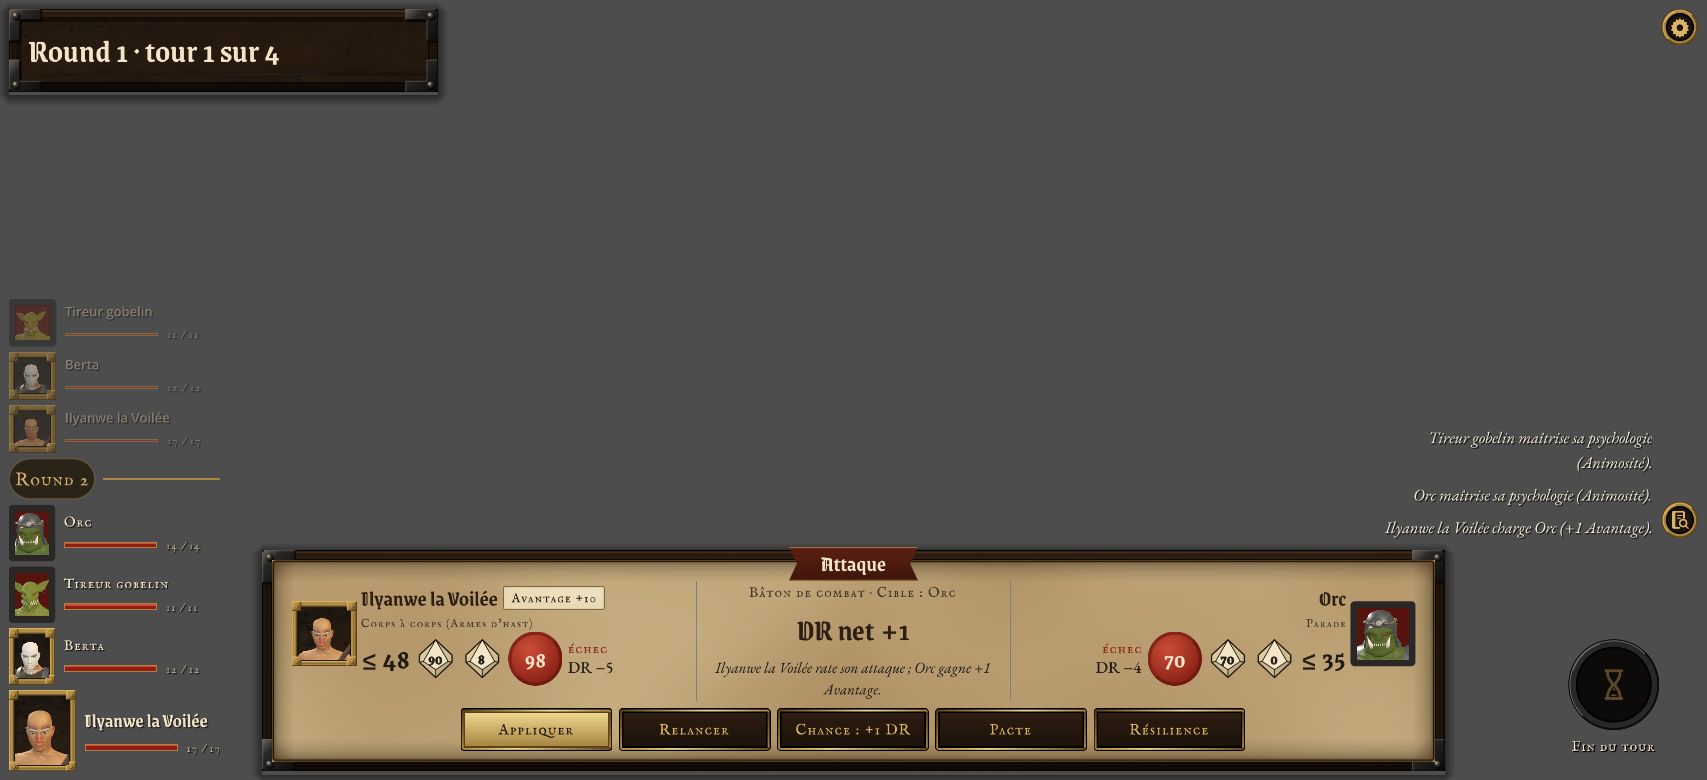 Round 1 · tour 1 sur 4
Tireur gobelin
11 / 11
Berta
12 / 12
Ilyanwe la Voilée
17 / 17
Round 2
Orc
14 / 14
Tireur gobelin
11 / 11
Berta
12 / 12
Ilyanwe la Voilée
17 / 17
Tireur gobelin maîtrise sa psychologie
(Animosité).
Orc maîtrise sa psychologie (Animosité).
Ilyanwe la Voilée charge Orc (+1 Avantage).
Attaque
Ilyanwe la Voilée
Avantage +10
Corps à corps (Armes d'hast)
≤ 48
90
8
98
échec
DR −5
Bâton de combat · Cible : Orc
DR net +1
Ilyanwe la Voilée rate son attaque ; Orc gagne +1
Avantage.
Orc
Parade
échec
DR −4
70
70
0
≤ 35
Appliquer
Relancer
Chance : +1 DR
Pacte
Résilience
Fin du tour